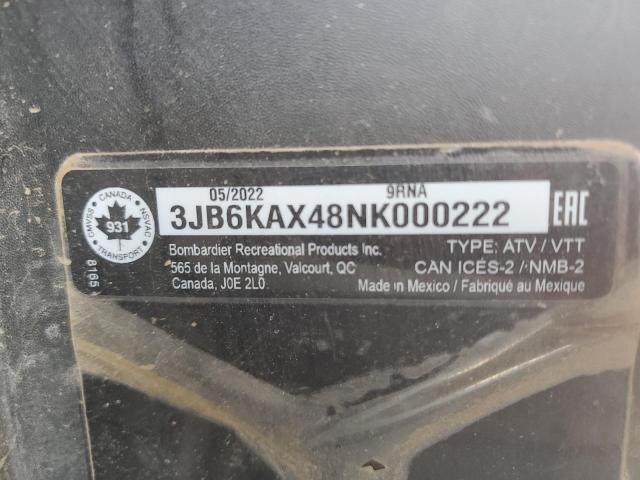 CANADA
CMVSS NSVAC
931
TRANSPORT
8165
05/2022 9RNA
3JB6KAX48NK000222
EAC
Bombardier Recreational Products Inc. TYPE: ATV / VTT
565 de la Montagne, Valcourt, QC CAN ICES-2 / NMB-2
Canada, J0E 2L0 Made in Mexico / Fabriqué au Mexique